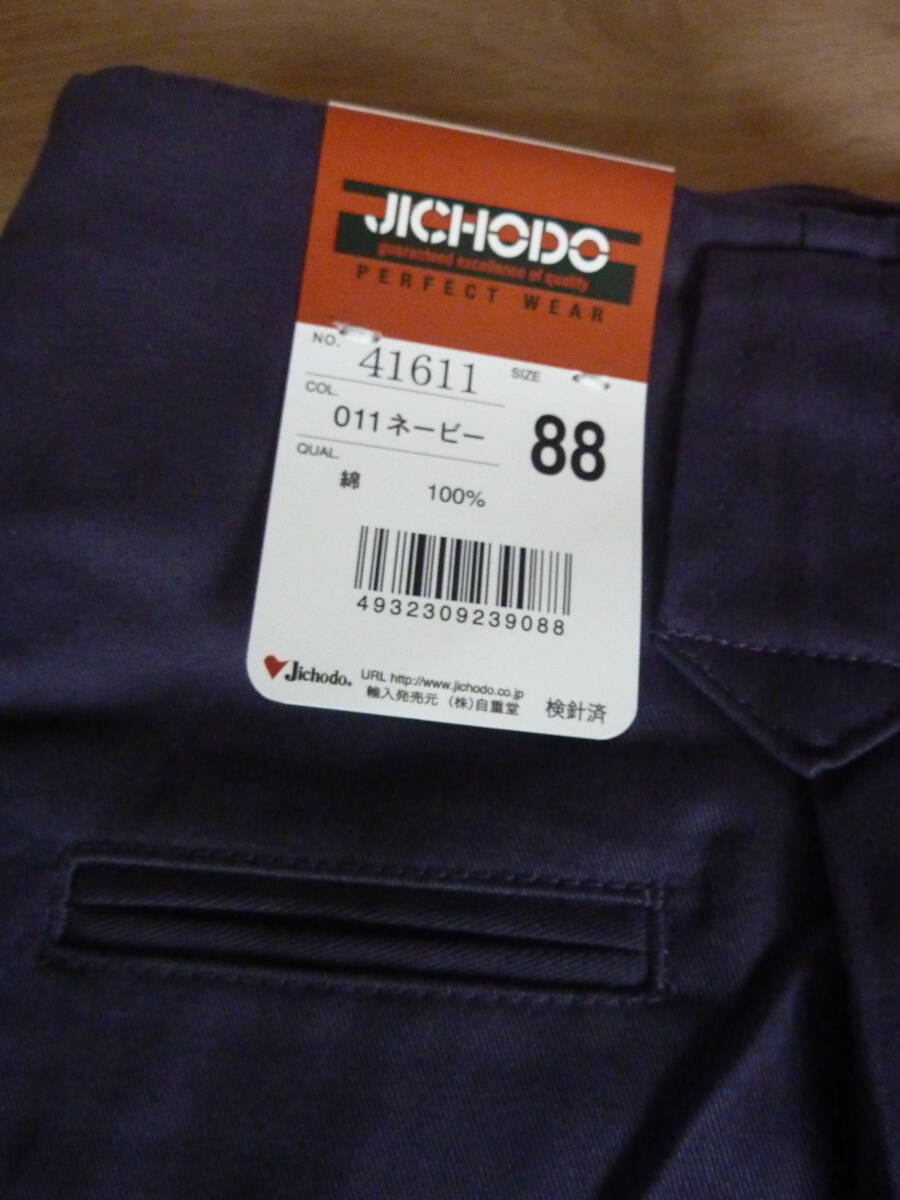 JICHODO
guaranteed excellence of quality
PERFECT WEAR
NO. 41611
SIZE 88
COL. 011ネービー
QUAL. 綿 100%
4932309239088
Jichodo® URL http://www.jichodo.co.jp
輸入発売元 (株)自重堂 検針済